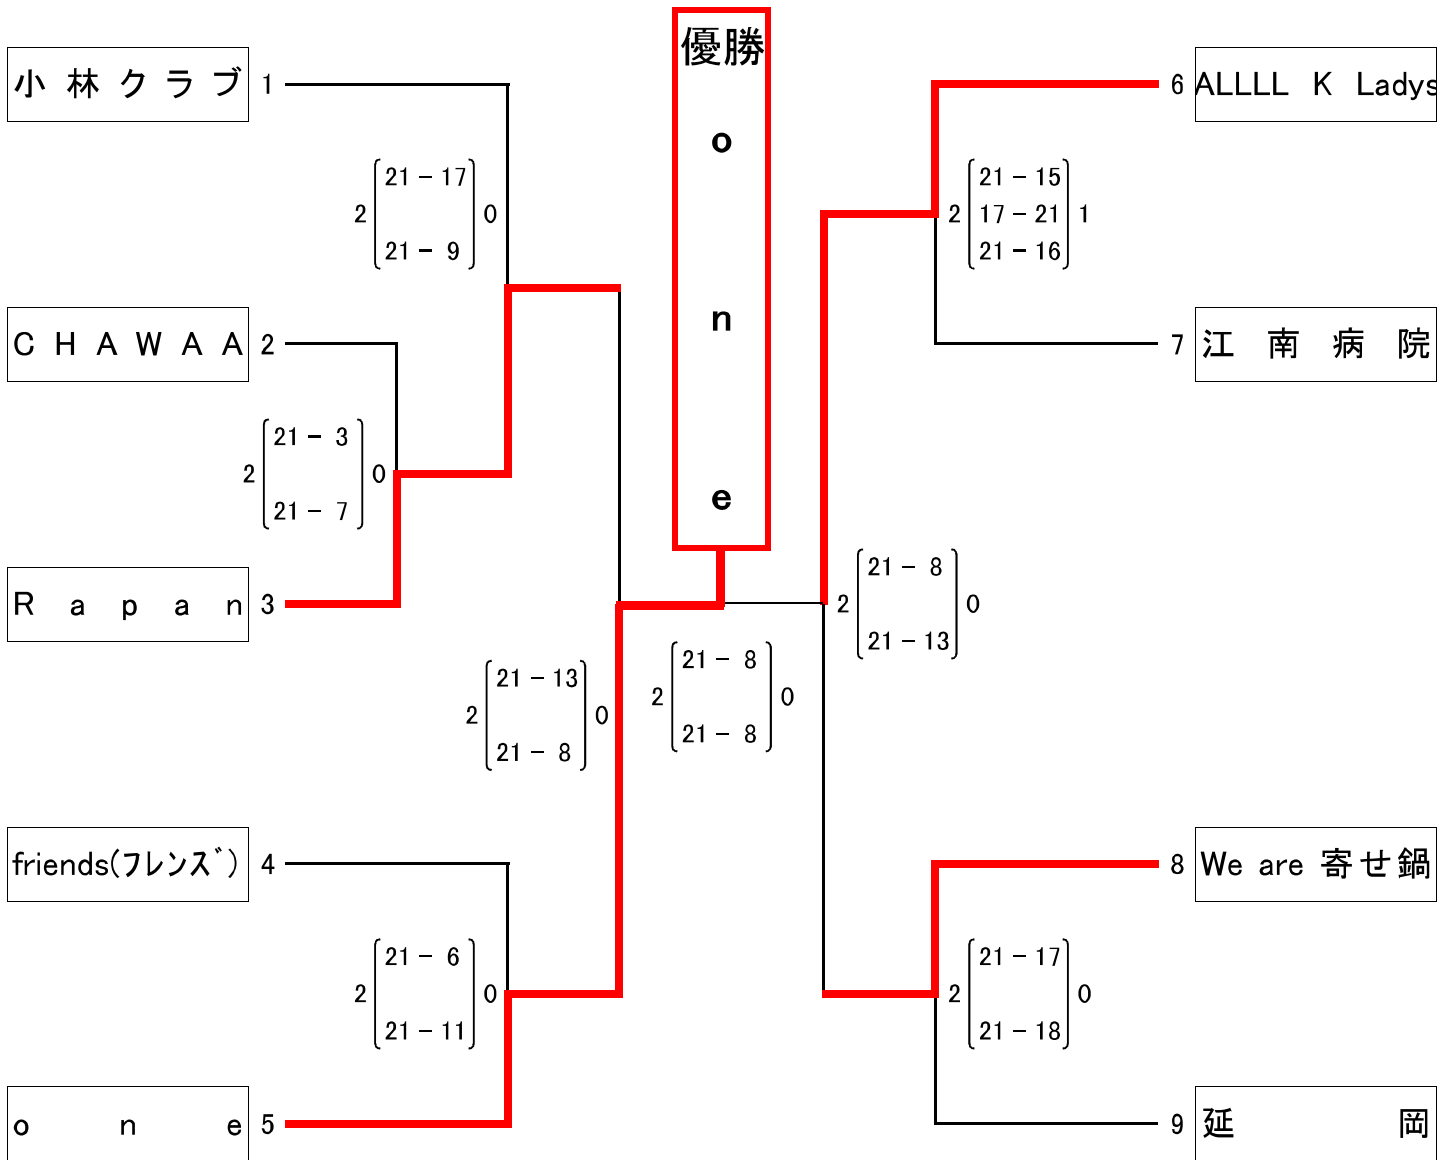 優勝
o
n
e
小林クラブ 1
2 21 - 17 0
21 - 9
CHAWAA 2
2 21 - 3 0
21 - 7
Rapan 3
2 21 - 13 0
21 - 8
friends(フレンズ) 4
2 21 - 6 0
21 - 11
one 5
2 21 - 8 0
21 - 8
6 ALLLL K Ladys
2 21 - 15
17 - 21 1
21 - 16
7 江南病院
2 21 - 8 0
21 - 13
8 We are 寄せ鍋
2 21 - 17 0
21 - 18
9 延岡